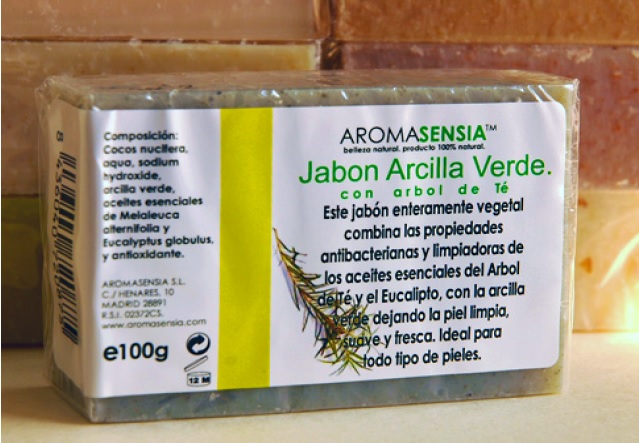 Composición:
Cocos nucifera,
aqua, sodium
hydroxide,
arcilla verde,
aceites esenciales
de Melaleuca
alternifolia y
Eucalyptus globulus,
y antioxidante.
AROMASENSIA S.L.
C./ HENARES, 10
MADRID 28891
R.S.I. 02372CS.
www.aromasensia.com
e100g
12 M
AROMASENSIA™
belleza natural. producto 100% natural.
Jabon Arcilla Verde.
con arbol de Té
Este jabón enteramente vegetal
combina las propiedades
antibacterianas y limpiadoras de
los aceites esenciales del Arbol
de Té y el Eucalipto, con la arcilla
verde dejando la piel limpia,
suave y fresca. Ideal para
todo tipo de pieles.